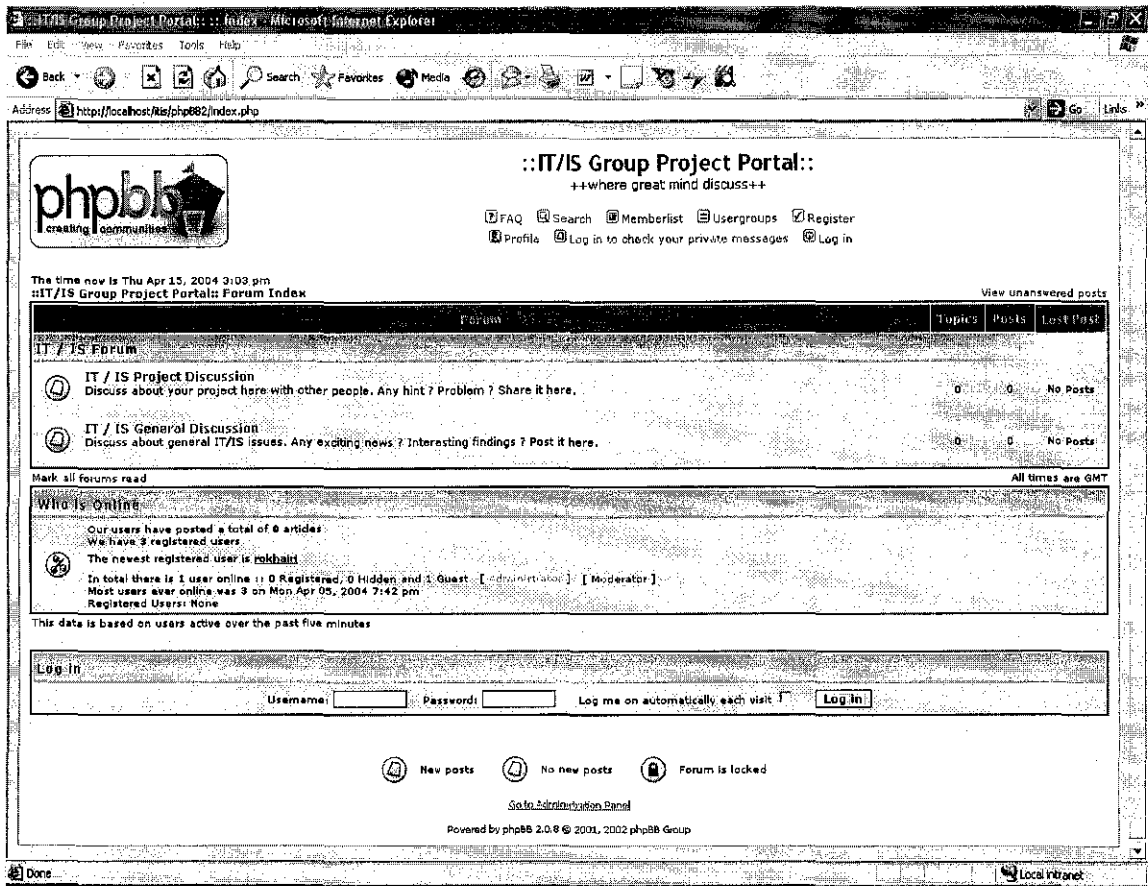 ::IT/IS Group Project Portal:: :: Index - Microsoft Internet Explorer
File Edit View Favorites Tools Help
Back Search Favorites Media
Address http://localhost/itis/phpBB2/index.php Go Links »
phpbb
creating communities
::IT/IS Group Project Portal::
++where great mind discuss++
FAQ Search Memberlist Usergroups Register
Profile Log in to check your private messages Log in
The time now is Thu Apr 15, 2004 3:03 pm
::IT/IS Group Project Portal:: Forum Index View unanswered posts
Forum Topics Posts Last Post
IT / IS Forum
IT / IS Project Discussion
Discuss about your project here with other people. Any hint ? Problem ? Share it here. 0 0 No Posts
IT / IS General Discussion
Discuss about general IT/IS issues. Any exciting news ? Interesting findings ? Post it here. 0 0 No Posts
Mark all forums read All times are GMT
Who is Online
Our users have posted a total of 0 articles
We have 3 registered users
The newest registered user is rokhairi
In total there is 1 user online :: 0 Registered, 0 Hidden and 1 Guest [ Administrator ] [ Moderator ]
Most users ever online was 3 on Mon Apr 05, 2004 7:42 pm
Registered Users: None
This data is based on users active over the past five minutes
Log in
Username: Password: Log me on automatically each visit Log in
New posts No new posts Forum is locked
Go to Administration Panel
Powered by phpBB 2.0.8 © 2001, 2002 phpBB Group
Done Local intranet